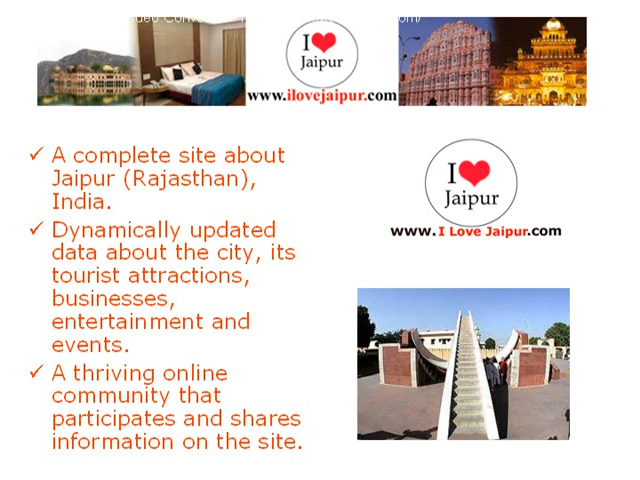 I ❤ Jaipur
www.ilovejaipur.com
✓ A complete site about
Jaipur (Rajasthan),
India.
✓ Dynamically updated
data about the city, its
tourist attractions,
businesses,
entertainment and
events.
✓ A thriving online
community that
participates and shares
information on the site.
I ❤
Jaipur
www.I Love Jaipur.com